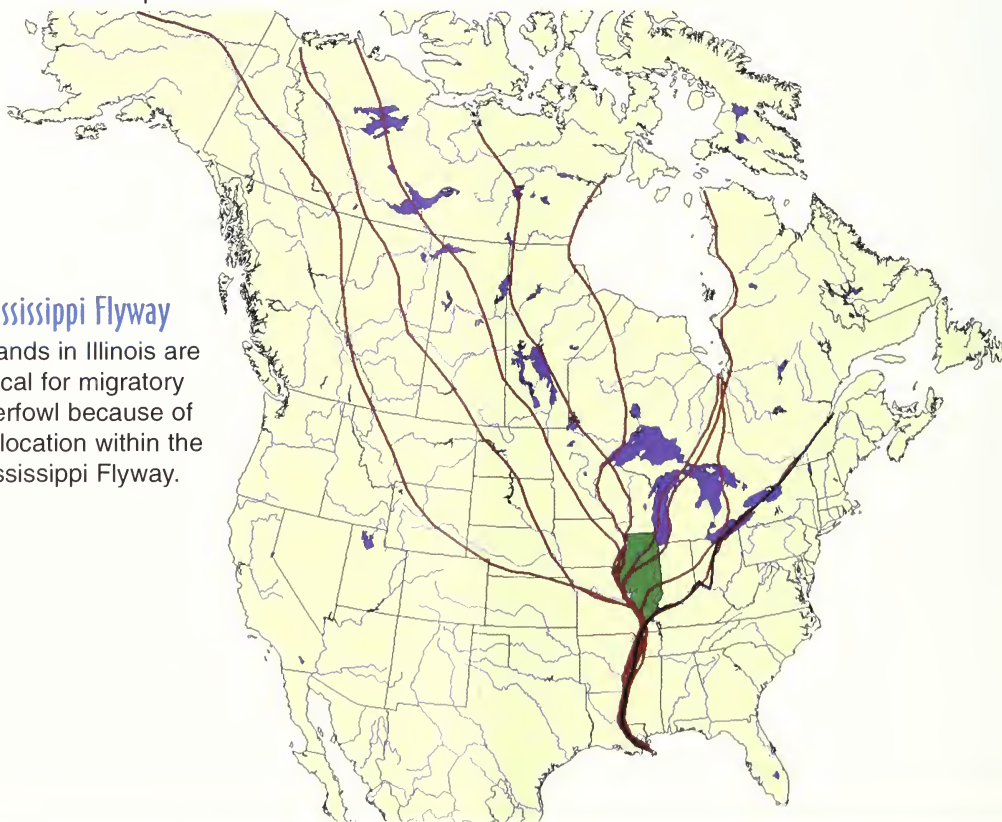 ssissippi Flyway
ands in Illinois are
cal for migratory
erfowl because of
location within the
ssissippi Flyway.